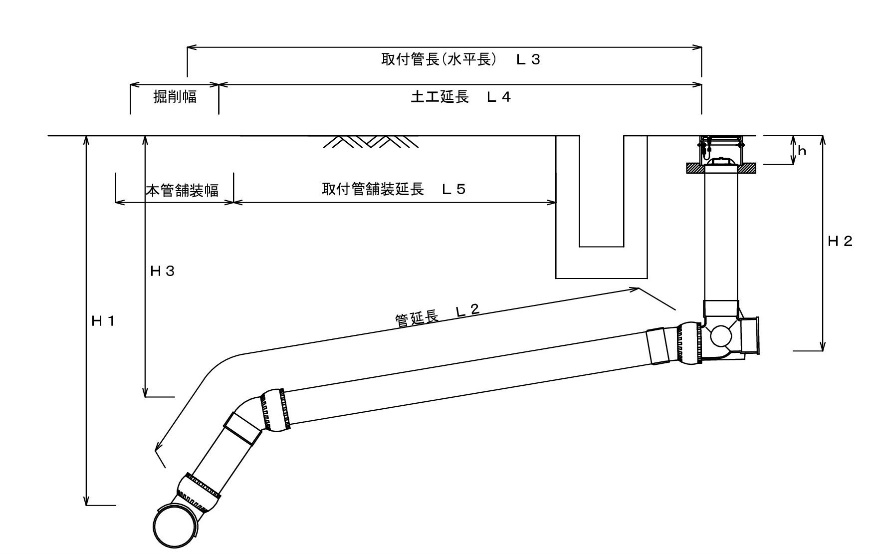 取付管長(水平長) L3
掘削幅
土工延長 L4
h
本管舗装幅
取付管舗装延長 L5
H2
H3
管延長 L2
H1